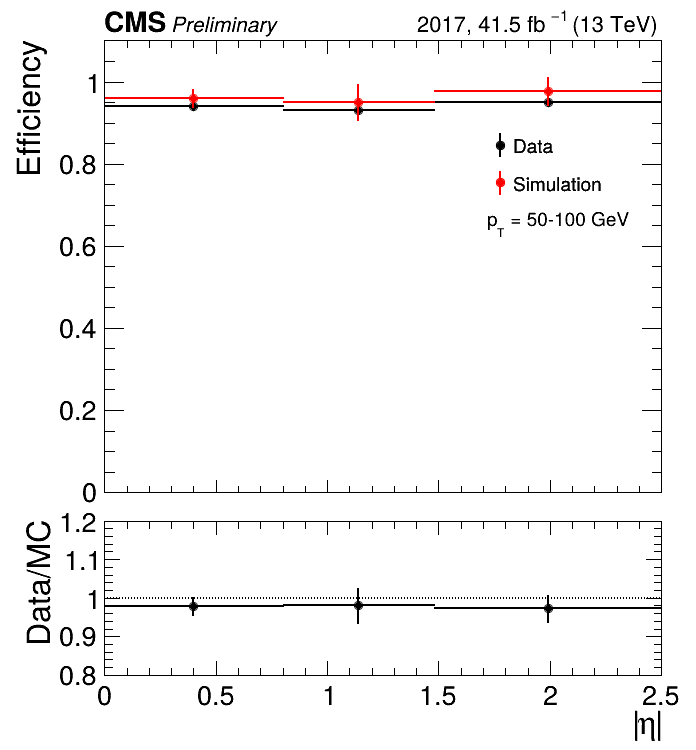 CMS Preliminary 2017, 41.5 fb⁻¹ (13 TeV)
Efficiency
1
0.8
0.6
0.4
0.2
0
Data
Simulation
p_T = 50-100 GeV
Data/MC
1.2
1.1
1
0.9
0.8
0 0.5 1 1.5 2 2.5
|η|